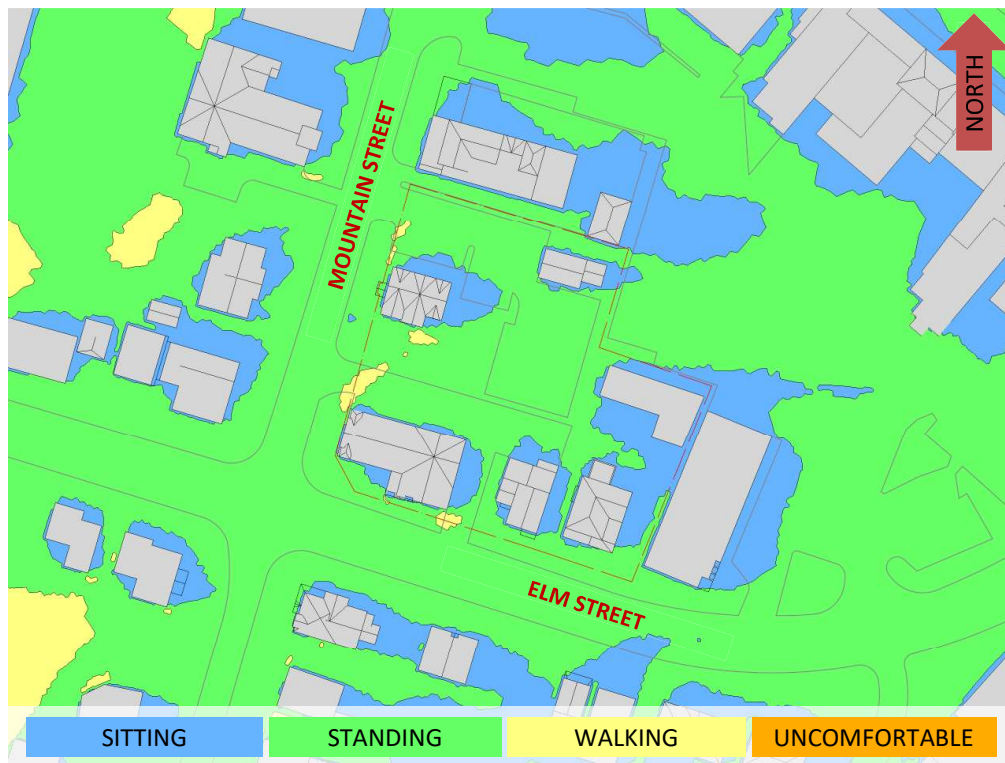 NORTH
MOUNTAIN STREET
ELM STREET
SITTING
STANDING
WALKING
UNCOMFORTABLE